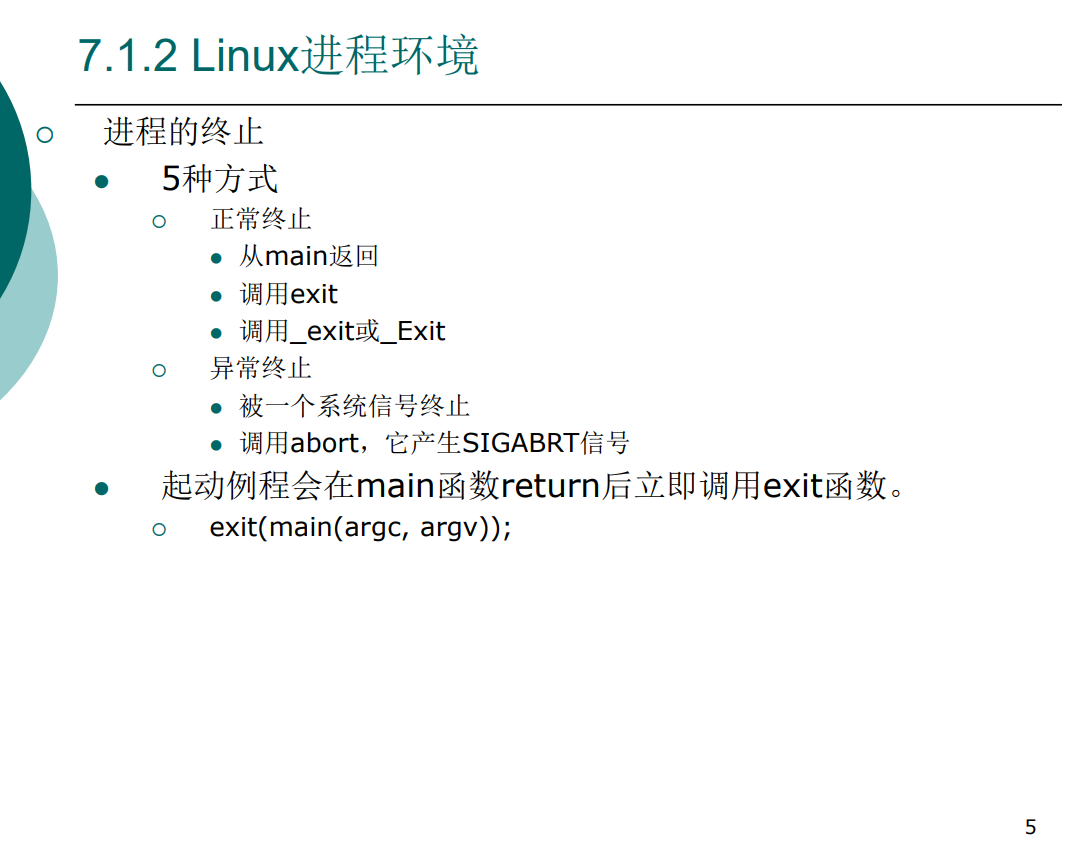 7.1.2 Linux进程环境
进程的终止
5种方式
正常终止
从main返回
调用exit
调用_exit或_Exit
异常终止
被一个系统信号终止
调用abort，它产生SIGABRT信号
起动例程会在main函数return后立即调用exit函数。
exit(main(argc, argv));
5